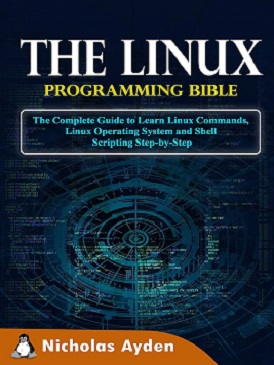 THE LINUX
PROGRAMMING BIBLE
The Complete Guide to Learn Linux Commands,
Linux Operating System and Shell
Scripting Step-by-Step
Nicholas Ayden